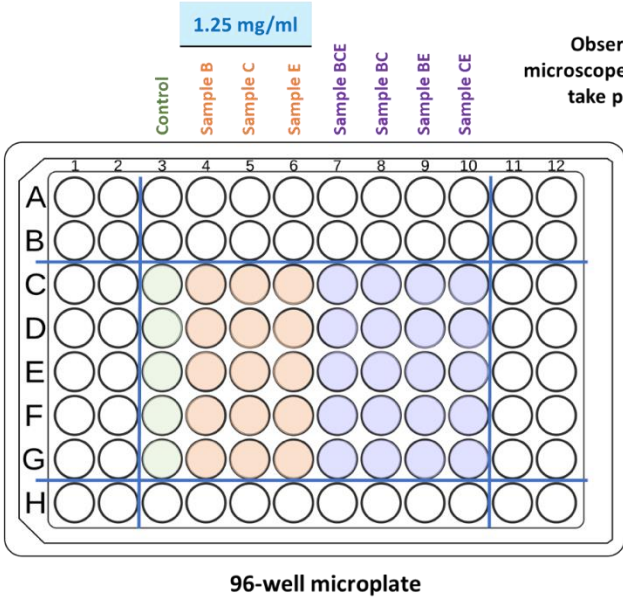 1.25 mg/ml
Obser
microscope
take p
Control
Sample B
Sample C
Sample E
Sample BCE
Sample BC
Sample BE
Sample CE
1 2 3 4 5 6 7 8 9 10 11 12
A
B
C
D
E
F
G
H
96-well microplate